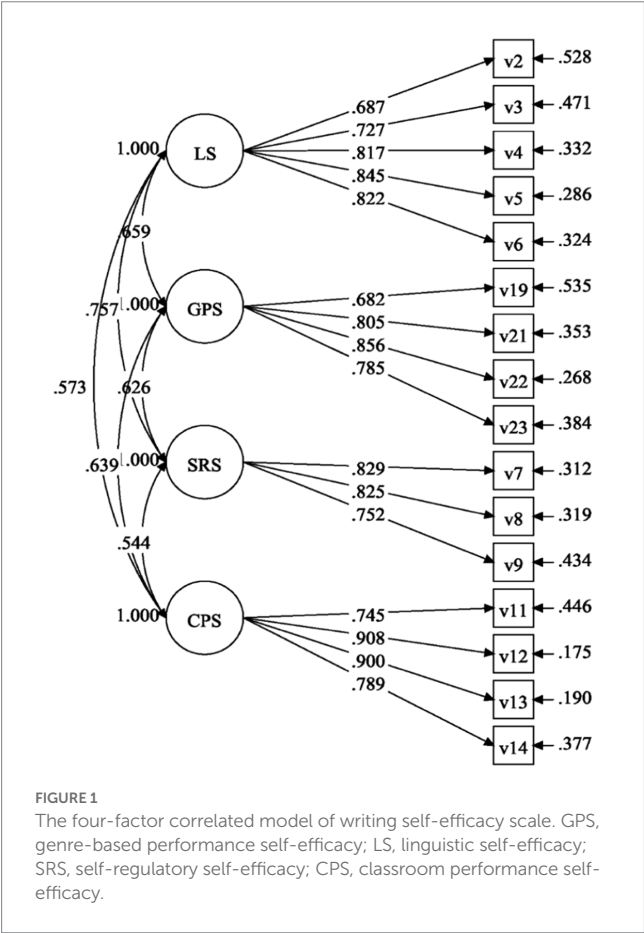 v2 .528
.687
v3 .471
.727
1.000 LS .817 v4 .332
.845
v5 .286
.822
.659 v6 .324
v19 .535
.682
.757 1.000 GPS .805 v21 .353
.856
.785 v22 .268
.573 .626
v23 .384
.639 1.000 SRS .829 v7 .312
.825
v8 .319
.752
.544 v9 .434
v11 .446
1.000 CPS .745
.908 v12 .175
.900
.789 v13 .190
v14 .377
FIGURE 1
The four-factor correlated model of writing self-efficacy scale. GPS,
genre-based performance self-efficacy; LS, linguistic self-efficacy;
SRS, self-regulatory self-efficacy; CPS, classroom performance self-
efficacy.